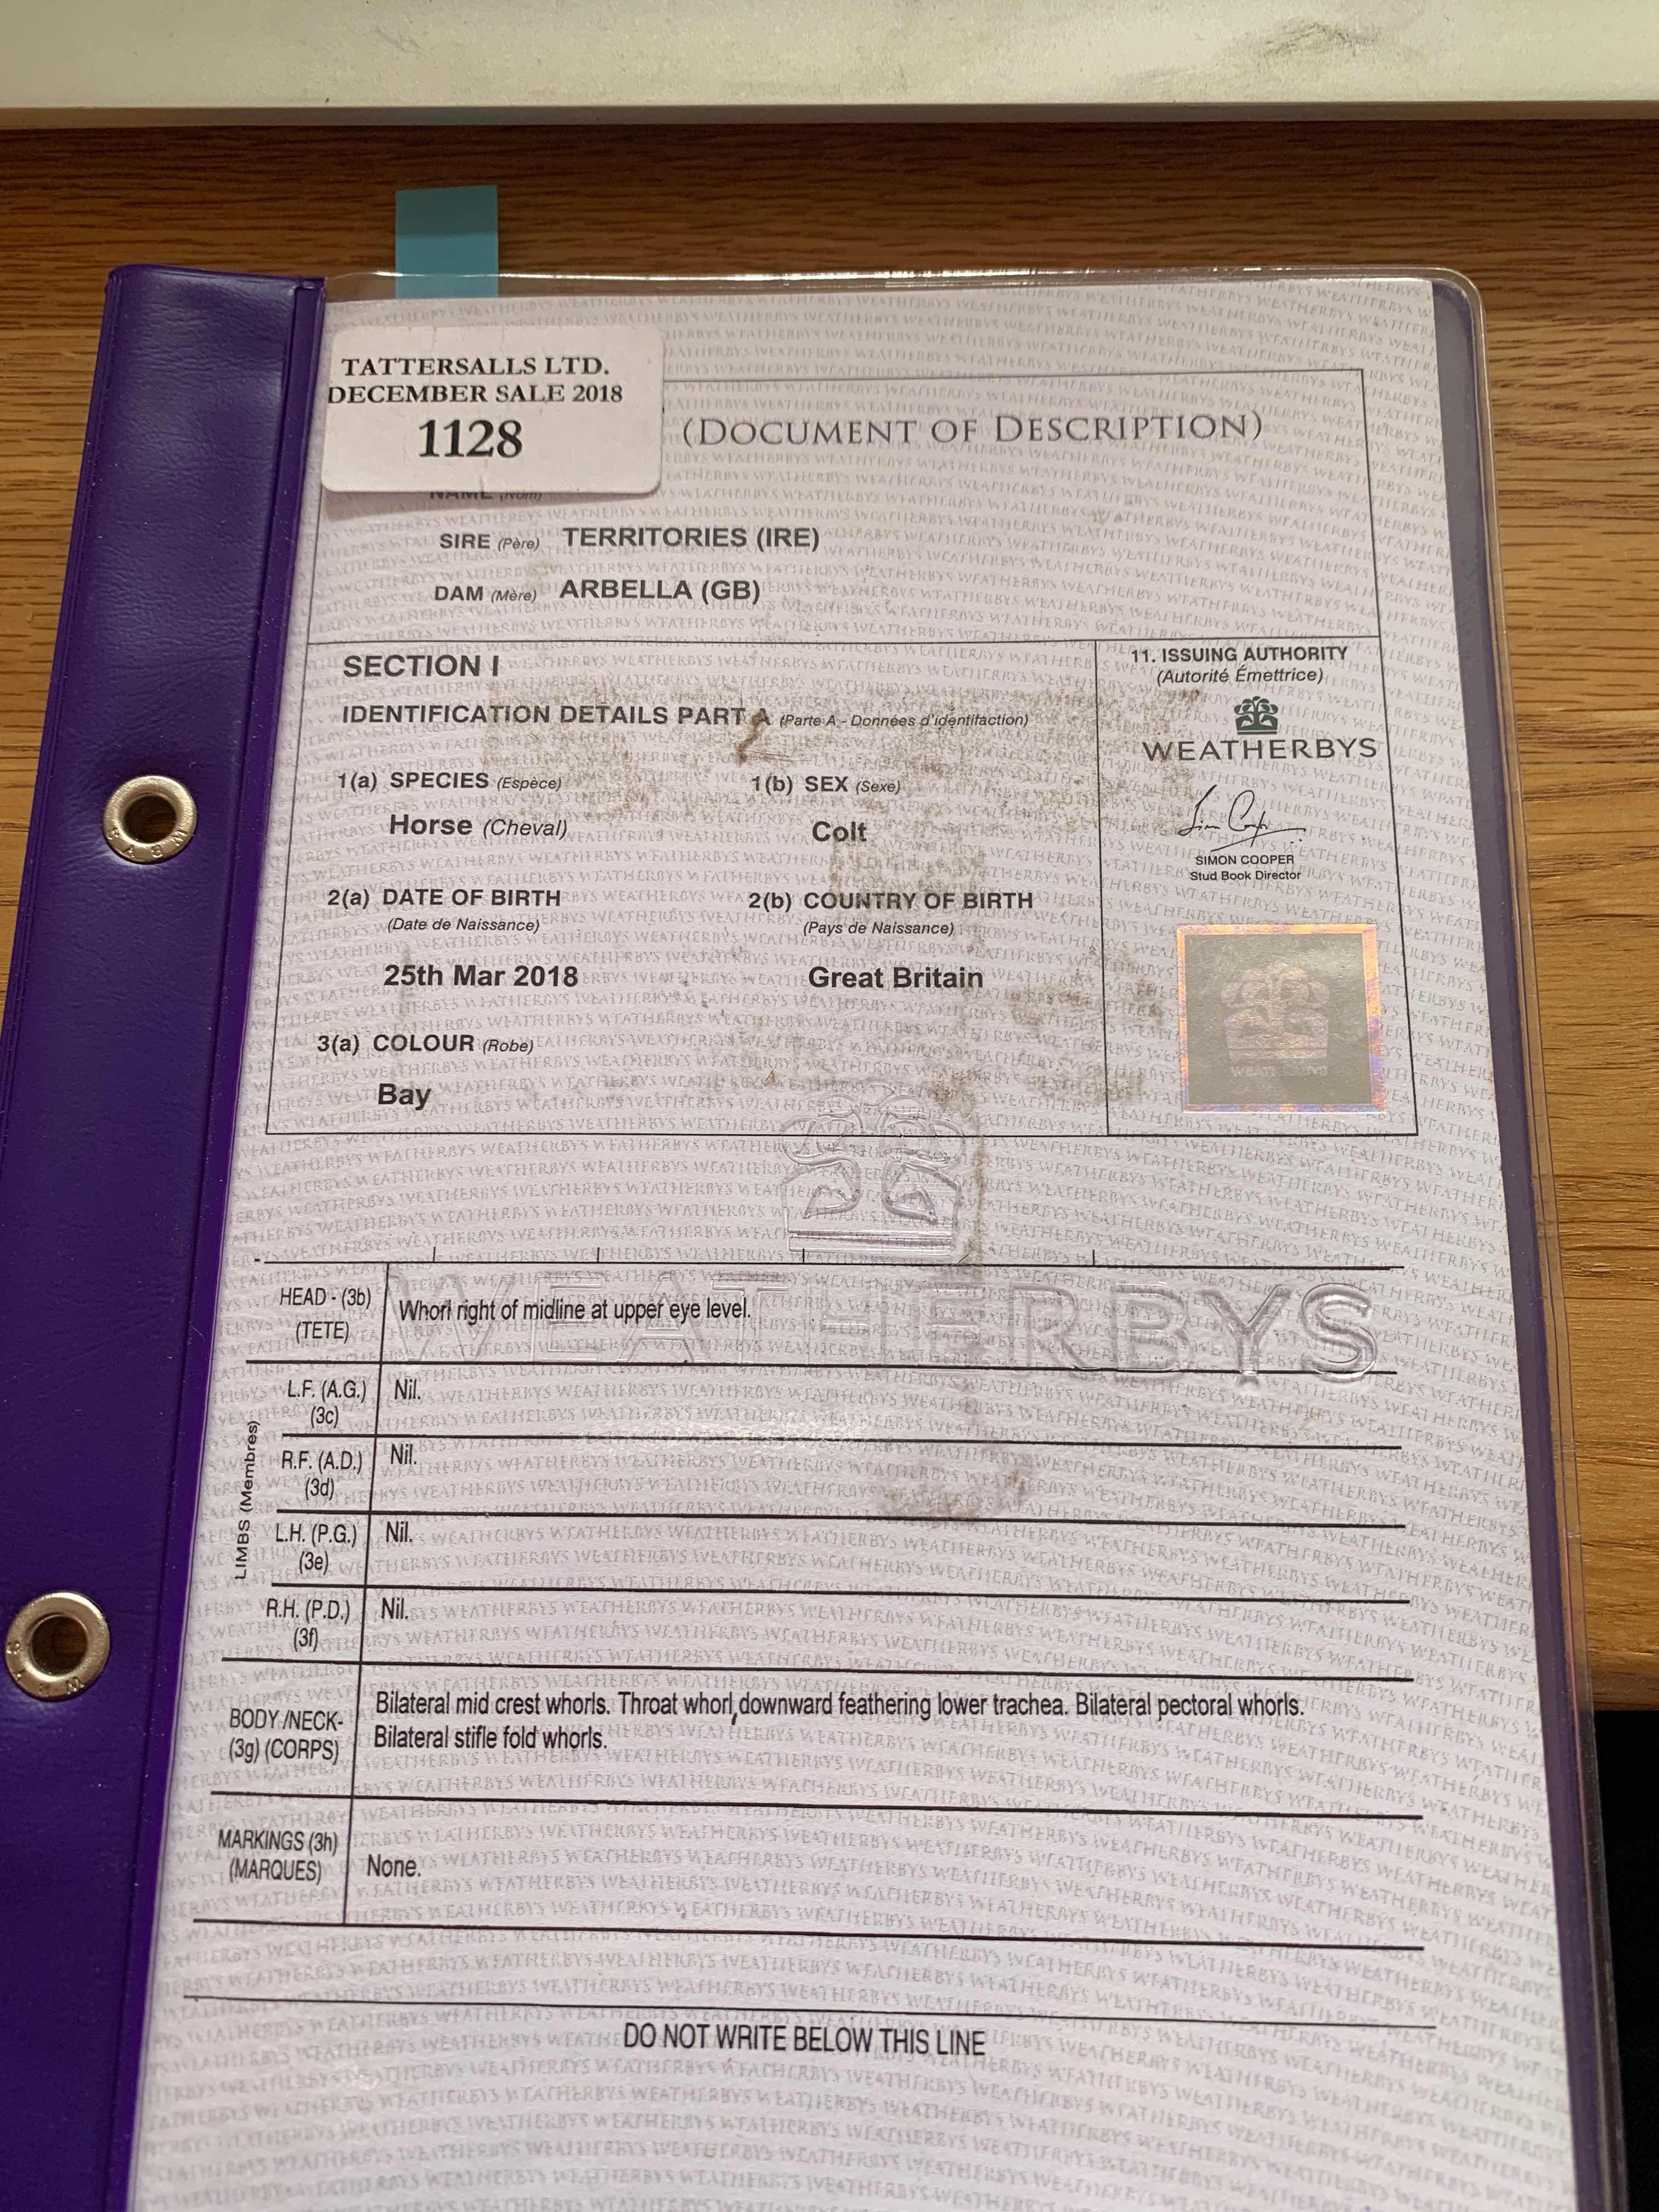 TATTERSALLS LTD.
DECEMBER SALE 2018
1128
(DOCUMENT OF DESCRIPTION)
NAME (Nom)
SIRE (Père) TERRITORIES (IRE)
DAM (Mère) ARBELLA (GB)
SECTION I
IDENTIFICATION DETAILS PART A (Parte A - Données d'identifaction)
1(a) SPECIES (Espèce) 1(b) SEX (Sexe)
Horse (Cheval) Colt
2(a) DATE OF BIRTH 2(b) COUNTRY OF BIRTH
(Date de Naissance) (Pays de Naissance)
25th Mar 2018 Great Britain
3(a) COLOUR (Robe)
Bay
11. ISSUING AUTHORITY
(Autorité Émettrice)
WEATHERBYS
SIMON COOPER
Stud Book Director
WEATHERBYS
WEATHERBYS
HEAD - (3b) Whorl right of midline at upper eye level.
(TETE)
LIMBS (Membres)
L.F. (A.G.) Nil.
(3c)
R.F. (A.D.) Nil.
(3d)
L.H. (P.G.) Nil.
(3e)
R.H. (P.D.) Nil.
(3f)
BODY /NECK- Bilateral mid crest whorls. Throat whorl, downward feathering lower trachea. Bilateral pectoral whorls.
(3g) (CORPS) Bilateral stifle fold whorls.
MARKINGS (3h)
(MARQUES) None.
DO NOT WRITE BELOW THIS LINE